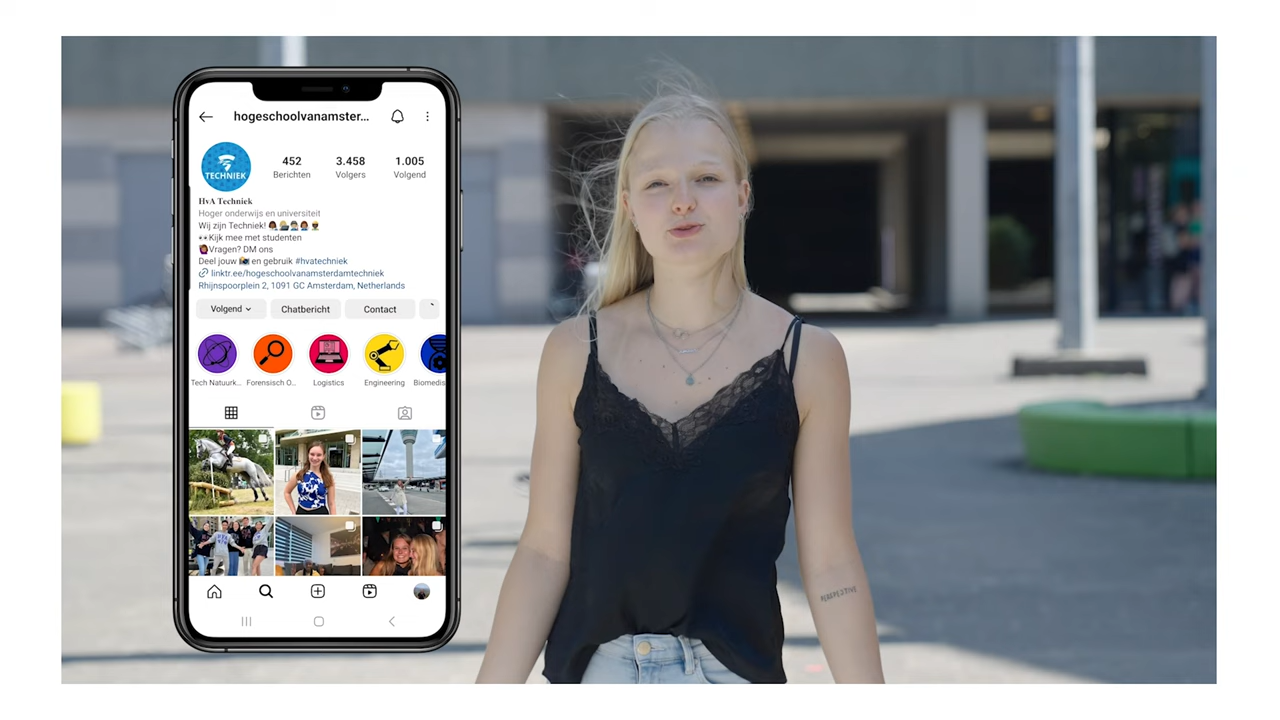 hogeschoolvanamster...
TECHNIEK
452 3.458 1.005
Berichten Volgers Volgend
HvA Techniek
Hoger onderwijs en universiteit
Wij zijn Techniek!
👀Kijk mee met studenten
Vragen? DM ons
Deel jouw 📸 en gebruik #hvatechniek
linktr.ee/hogeschoolvanamsterdamtechniek
Rhijnspoorplein 2, 1091 GC Amsterdam, Netherlands
Volgend Chatbericht Contact
Tech Natuurk... Forensisch O... Logistics Engineering Biomedis